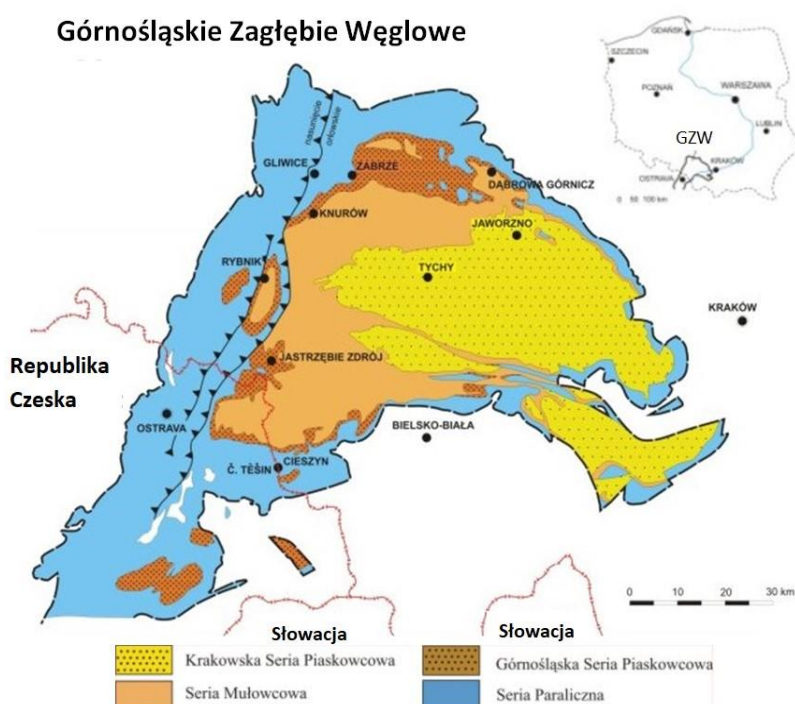 Górnośląskie Zagłębie Węglowe
GDAŃSK
SZCZECIN
POZNAŃ
WARSZAWA
LUBLIN
GZW
KRAKÓW
OSTRAVA
0 50 100 km
nasunięcie
orłowskie
GLIWICE
ZABRZE
DĄBROWA GÓRNICZ
KNURÓW
JAWORZNO
RYBNIK
TYCHY
KRAKÓW
Republika
Czeska
JASTRZĘBIE ZDRÓJ
OSTRAVA
BIELSKO-BIAŁA
CIESZYN
Č. TĚŠIN
0 10 20 30 km
Słowacja
Słowacja
Krakowska Seria Piaskowcowa
Górnośląska Seria Piaskowcowa
Seria Mułowcowa
Seria Paraliczna